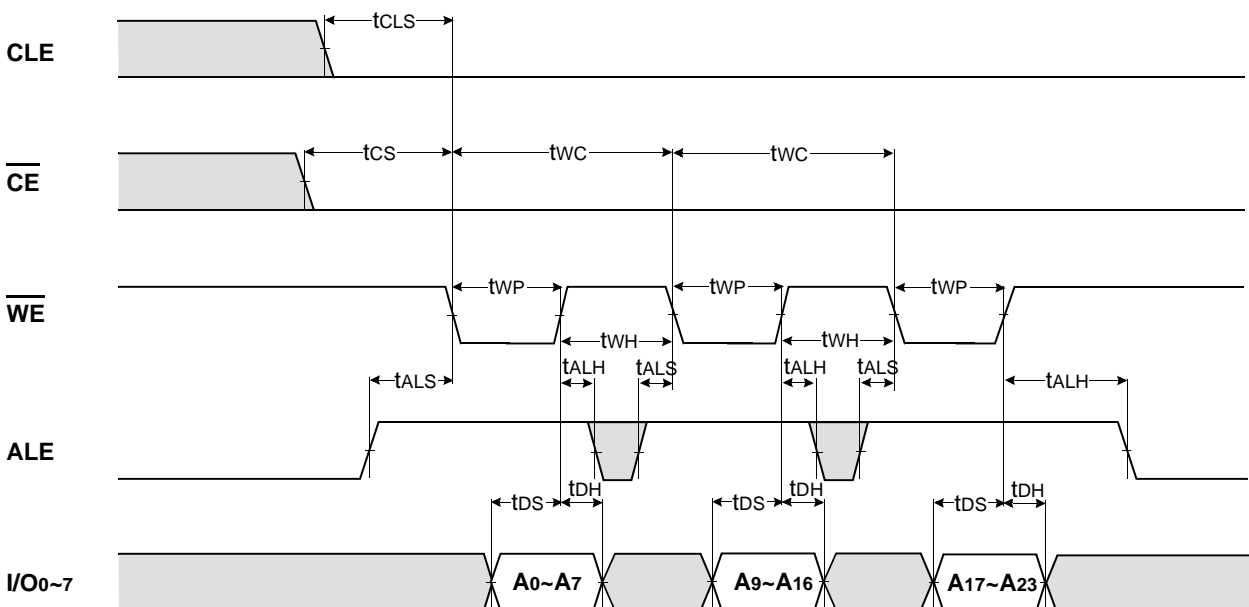 tCLS
CLE
tCS tWC tWC
CE
tWP tWP tWP
WE
tWH tWH
tALS tALH tALS tALH tALS tALH
ALE
tDS tDH tDS tDH tDS tDH
I/O0~7 A0~A7 A9~A16 A17~A23